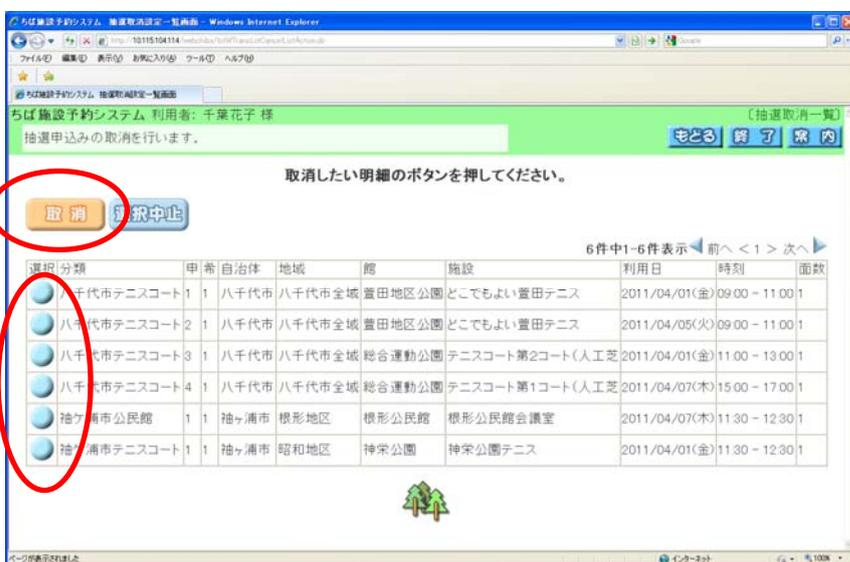 ちば施設予約システム 抽選取消設定一覧画面 - Windows Internet Explorer
Google
ファイル(F) 編集(E) 表示(V) お気に入り(A) ツール(T) ヘルプ(H)
ちば施設予約システム 抽選取消設定一覧画面
ちば施設予約システム 利用者: 千葉花子 様
〔抽選取消一覧〕
抽選申込みの取消を行います。
もどる 終了 案内
取消したい明細のボタンを押してください。
取消 選択中止
6件中1-6件表示 前へ <1> 次へ
選択 分類 申 希 自治体 地域 館 施設 利用日 時刻 面数
八千代市テニスコート 1 1 八千代市 八千代市全域 萱田地区公園 どこでもよい萱田テニス 2011/04/01(金) 09:00 - 11:00 1
八千代市テニスコート 2 1 八千代市 八千代市全域 萱田地区公園 どこでもよい萱田テニス 2011/04/05(火) 09:00 - 11:00 1
八千代市テニスコート 3 1 八千代市 八千代市全域 総合運動公園 テニスコート第2コート(人工芝 2011/04/01(金) 11:00 - 13:00 1
八千代市テニスコート 4 1 八千代市 八千代市全域 総合運動公園 テニスコート第1コート(人工芝 2011/04/07(木) 15:00 - 17:00 1
袖ケ浦市公民館 1 1 袖ヶ浦市 根形地区 根形公民館 根形公民館会議室 2011/04/07(木) 11:30 - 12:30 1
袖ケ浦市テニスコート 1 1 袖ヶ浦市 昭和地区 神栄公園 神栄公園テニス 2011/04/01(金) 11:30 - 12:30 1
ページが表示されました
インターネット
100%